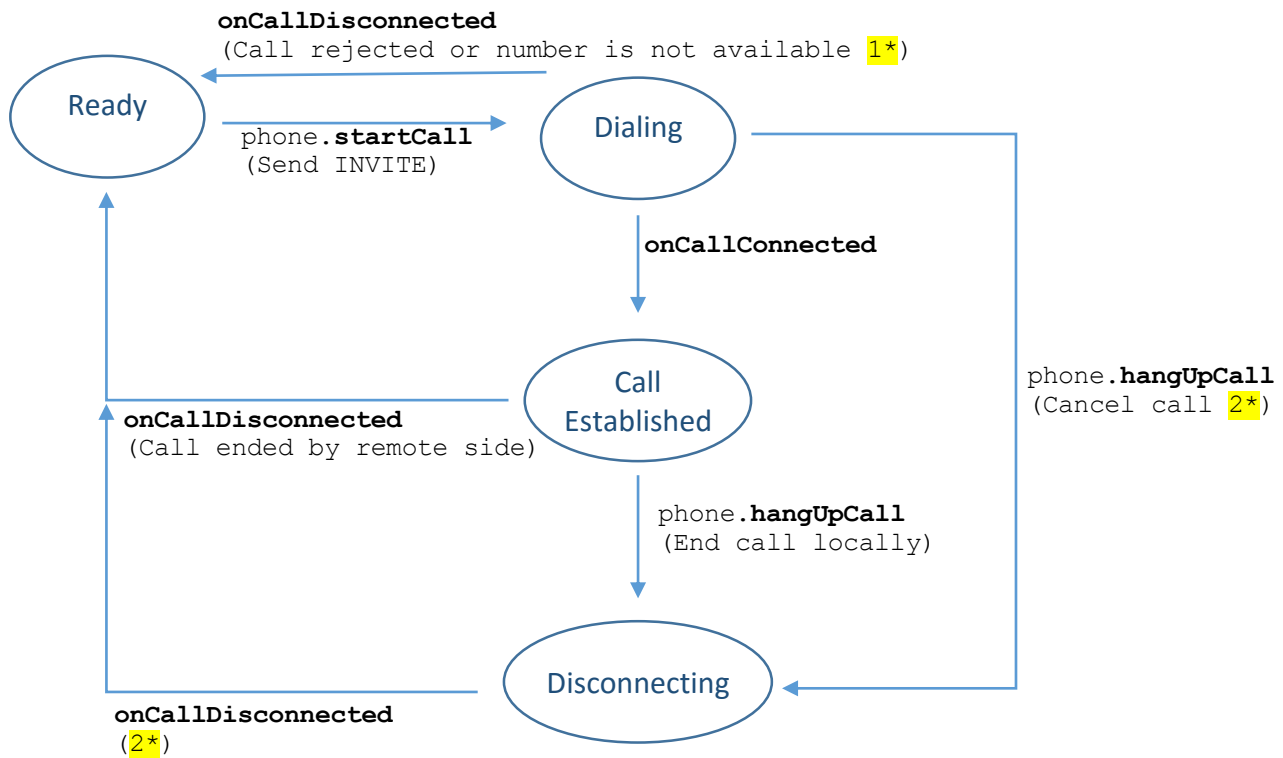 onCallDisconnected
(Call rejected or number is not available 1*)
Ready
Dialing
phone.startCall
(Send INVITE)
onCallConnected
Call
Established
phone.hangUpCall
(Cancel call 2*)
onCallDisconnected
(Call ended by remote side)
phone.hangUpCall
(End call locally)
Disconnecting
onCallDisconnected
(2*)